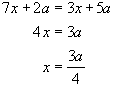 7x + 2a = 3x + 5a
4x = 3a
x = 3a/4